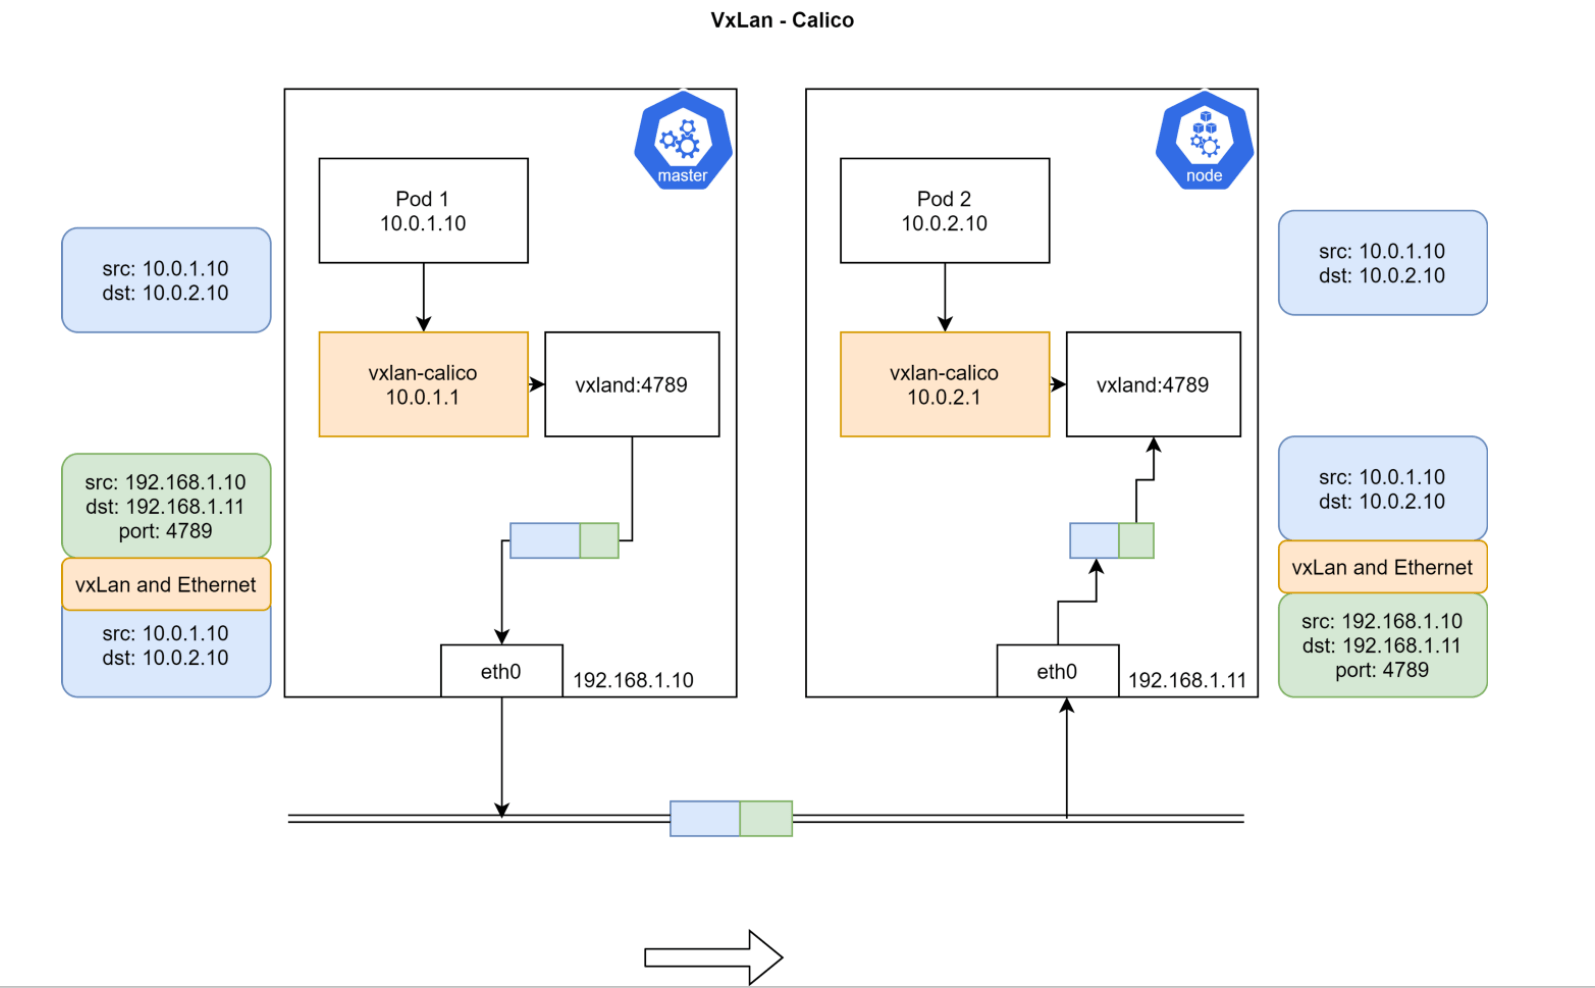 VxLan - Calico
master
Pod 1
10.0.1.10
src: 10.0.1.10
dst: 10.0.2.10
vxlan-calico
10.0.1.1
vxland:4789
src: 192.168.1.10
dst: 192.168.1.11
port: 4789
vxLan and Ethernet
src: 10.0.1.10
dst: 10.0.2.10
eth0
192.168.1.10
node
Pod 2
10.0.2.10
src: 10.0.1.10
dst: 10.0.2.10
vxlan-calico
10.0.2.1
vxland:4789
src: 10.0.1.10
dst: 10.0.2.10
vxLan and Ethernet
src: 192.168.1.10
dst: 192.168.1.11
port: 4789
eth0
192.168.1.11